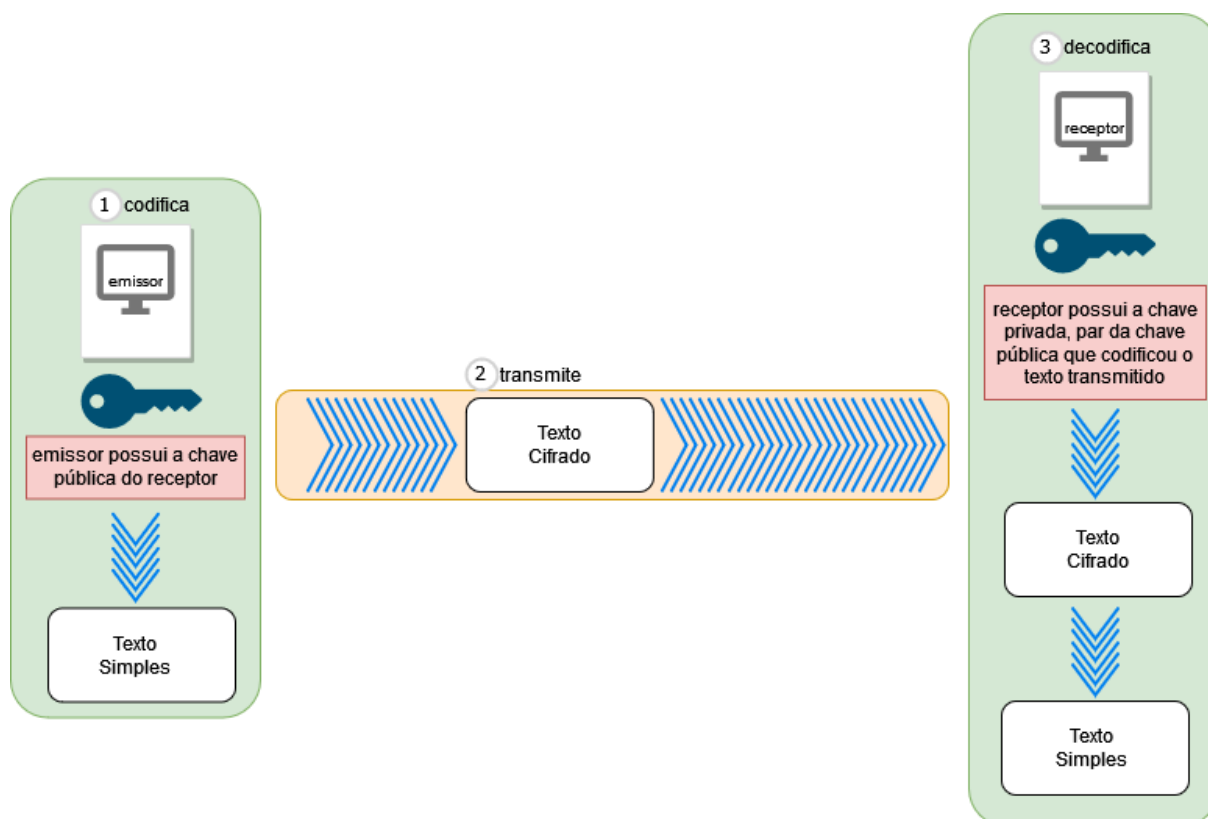 1 codifica
emissor
emissor possui a chave
pública do receptor
Texto
Simples
2 transmite
Texto
Cifrado
3 decodifica
receptor
receptor possui a chave
privada, par da chave
pública que codificou o
texto transmitido
Texto
Cifrado
Texto
Simples